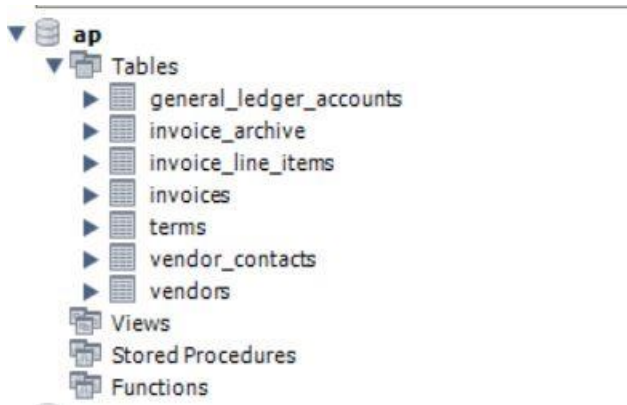 ap
Tables
general_ledger_accounts
invoice_archive
invoice_line_items
invoices
terms
vendor_contacts
vendors
Views
Stored Procedures
Functions